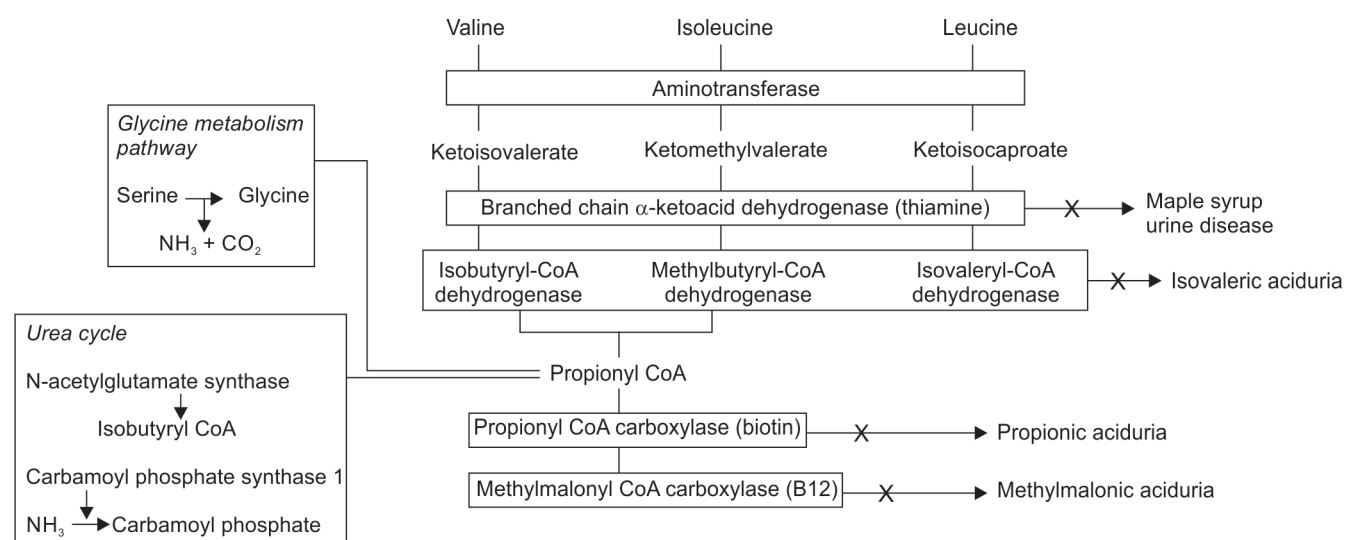 Valine
Isoleucine
Leucine
Aminotransferase
Glycine metabolism
pathway
Serine
Glycine
NH₃ + CO₂
Ketoisovalerate
Ketomethylvalerate
Ketoisocaproate
Branched chain α-ketoacid dehydrogenase (thiamine)
X
Maple syrup
urine disease
Isobutyryl-CoA
dehydrogenase
Methylbutyryl-CoA
dehydrogenase
Isovaleryl-CoA
dehydrogenase
X
Isovaleric aciduria
Urea cycle
N-acetylglutamate synthase
Isobutyryl CoA
Carbamoyl phosphate synthase 1
NH₃
Carbamoyl phosphate
Propionyl CoA
Propionyl CoA carboxylase (biotin)
X
Propionic aciduria
Methylmalonyl CoA carboxylase (B12)
X
Methylmalonic aciduria